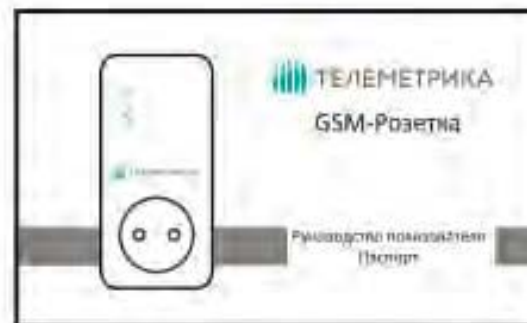 ТЕЛЕМЕТРИКА
GSM-Розетка
Руководство пользователя
Паспорт